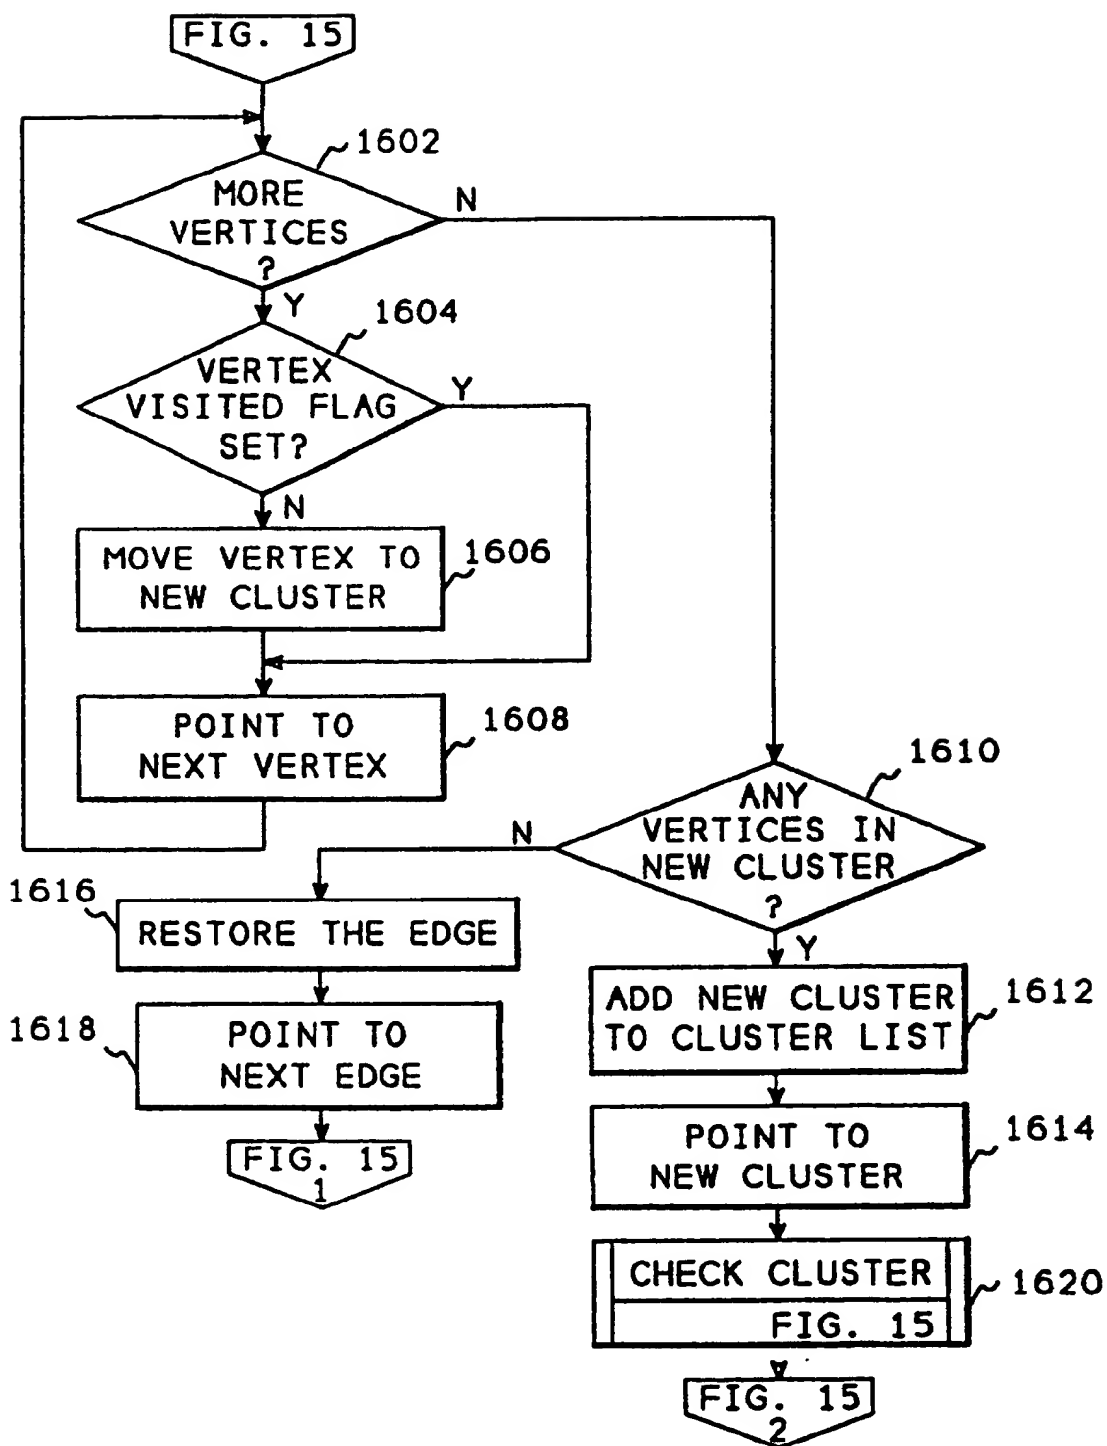 FIG. 15
1602
MORE
VERTICES
?
N
Y
1604
VERTEX
VISITED FLAG
SET?
Y
N
MOVE VERTEX TO
NEW CLUSTER
1606
POINT TO
NEXT VERTEX
1608
1610
ANY
VERTICES IN
NEW CLUSTER
?
N
Y
1616
RESTORE THE EDGE
1618
POINT TO
NEXT EDGE
FIG. 15
1
ADD NEW CLUSTER
TO CLUSTER LIST
1612
POINT TO
NEW CLUSTER
1614
CHECK CLUSTER
FIG. 15
1620
FIG. 15
2